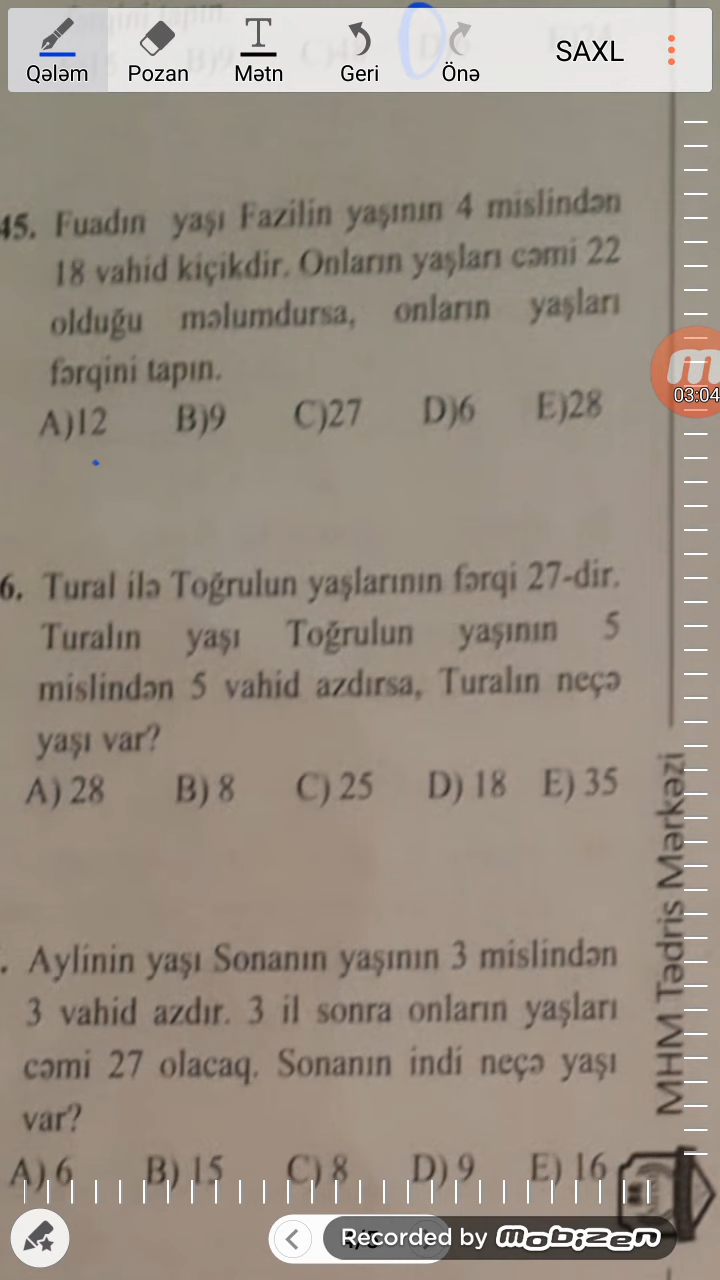 Qələm Pozan Mətn Geri Önə SAXL
45. Fuadın yaşı Fazilin yaşının 4 mislindən
18 vahid kiçikdir. Onların yaşları cəmi 22
olduğu məlumdursa, onların yaşları
fərqini tapın.
A)12 B)9 C)27 D)6 E)28
03:04
6. Tural ilə Toğrulun yaşlarının fərqi 27-dir.
Turalın yaşı Toğrulun yaşının 5
mislindən 5 vahid azdırsa, Turalın neçə
yaşı var?
A) 28 B) 8 C) 25 D) 18 E) 35
MHM Tədris Mərkəzi
. Aylinin yaşı Sonanın yaşının 3 mislindən
3 vahid azdır. 3 il sonra onların yaşları
cəmi 27 olacaq. Sonanın indi neçə yaşı
var?
A) 6 B) 15 C) 8 D) 9 E) 16
Recorded by Mobizen